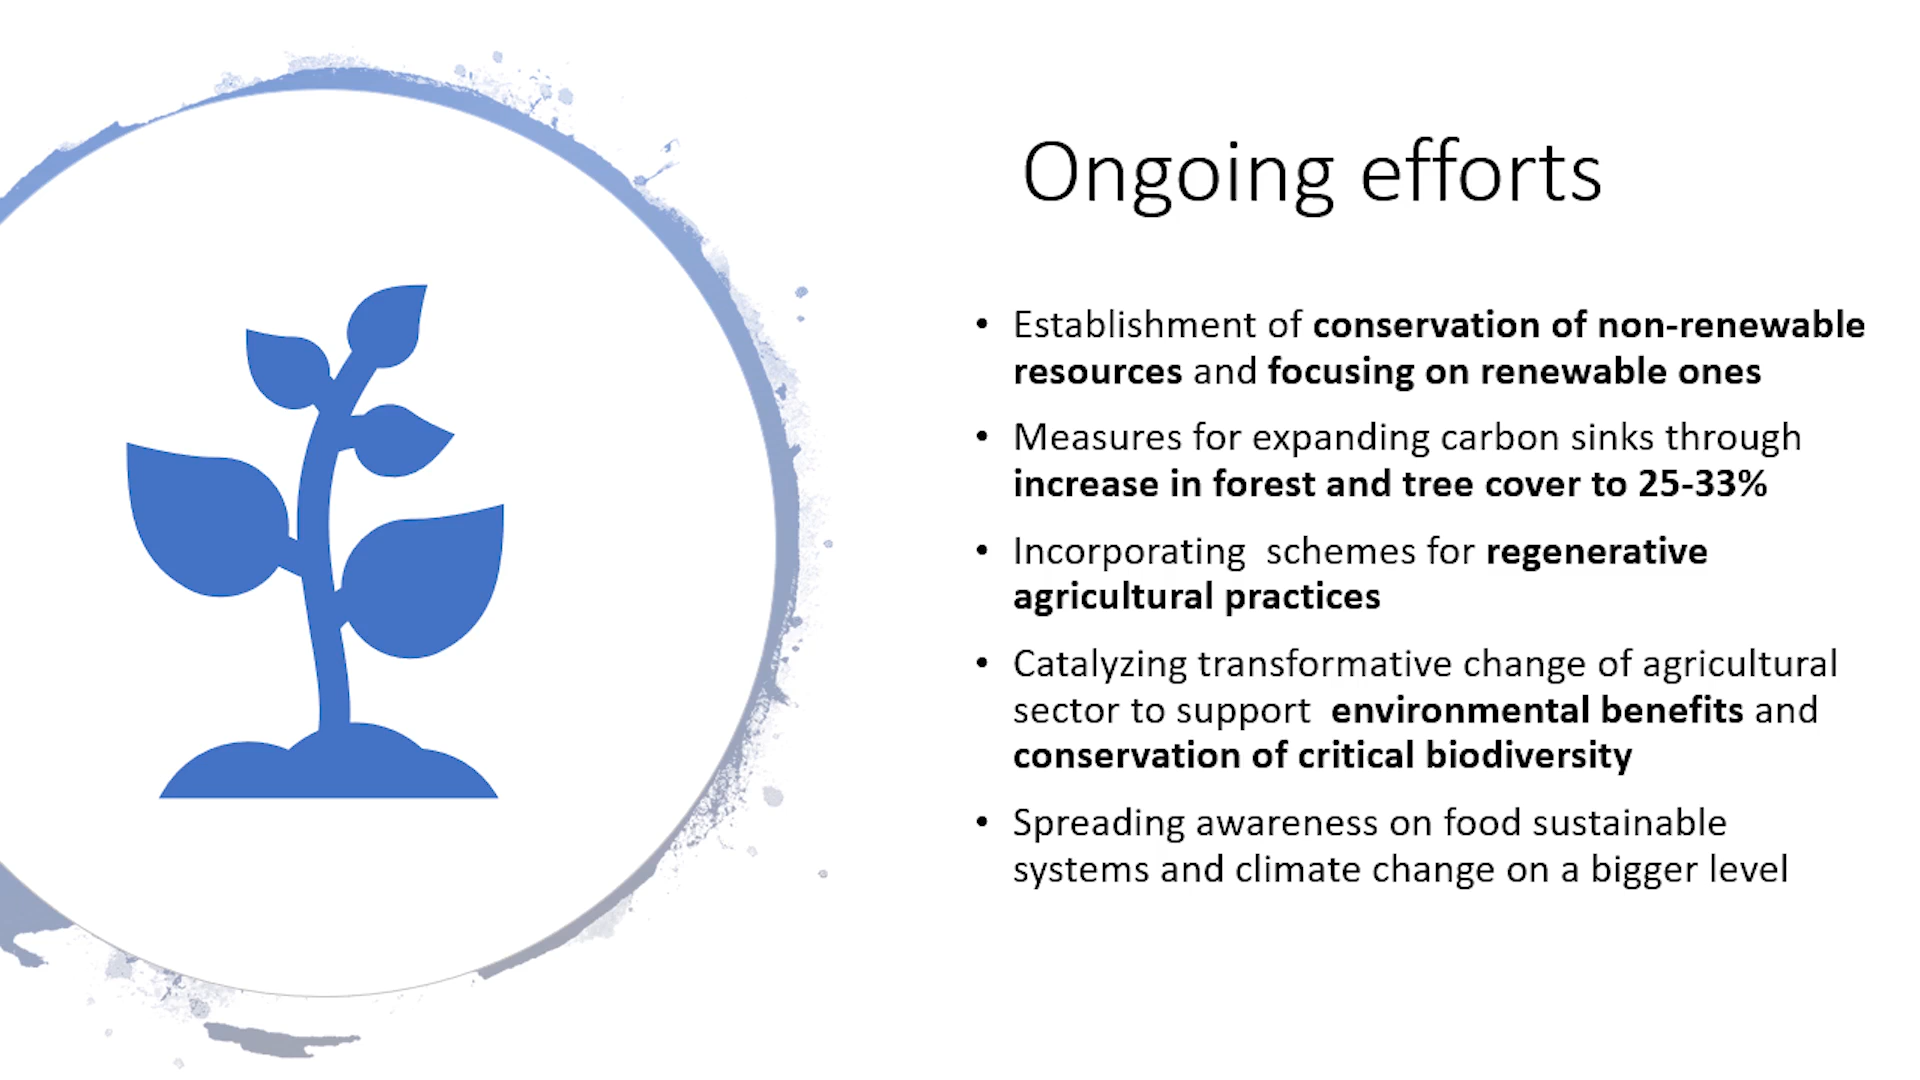 Ongoing efforts
• Establishment of conservation of non-renewable
resources and focusing on renewable ones
• Measures for expanding carbon sinks through
increase in forest and tree cover to 25-33%
• Incorporating  schemes for regenerative
agricultural practices
• Catalyzing transformative change of agricultural
sector to support  environmental benefits and
conservation of critical biodiversity
• Spreading awareness on food sustainable
systems and climate change on a bigger level